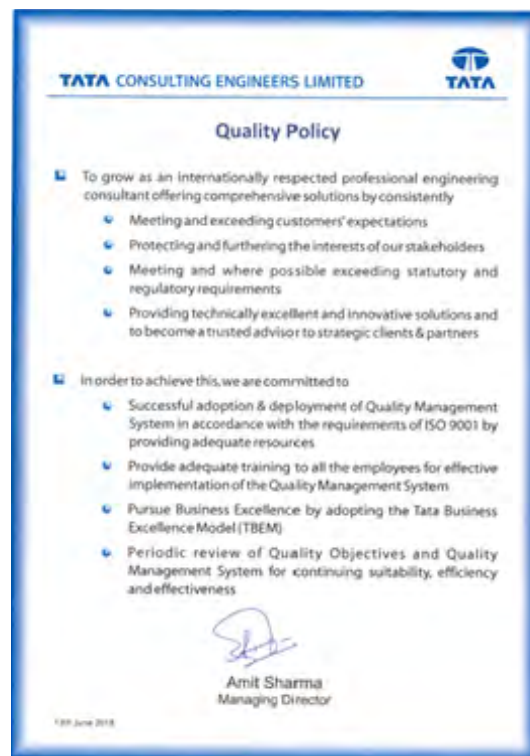 TATA CONSULTING ENGINEERS LIMITED
TATA
Quality Policy
To grow as an internationally respected professional engineering
consultant offering comprehensive solutions by consistently
Meeting and exceeding customers' expectations
Protecting and furthering the interests of our stakeholders
Meeting and where possible exceeding statutory and
regulatory requirements
Providing technically excellent and innovative solutions and
to become a trusted advisor to strategic clients & partners
In order to achieve this, we are committed to
Successful adoption & deployment of Quality Management
System in accordance with the requirements of ISO 9001 by
providing adequate resources
Provide adequate training to all the employees for effective
implementation of the Quality Management System
Pursue Business Excellence by adopting the Tata Business
Excellence Model (TBEM)
Periodic review of Quality Objectives and Quality
Management System for continuing suitability, efficiency
and effectiveness
Amit Sharma
Managing Director
June 2018